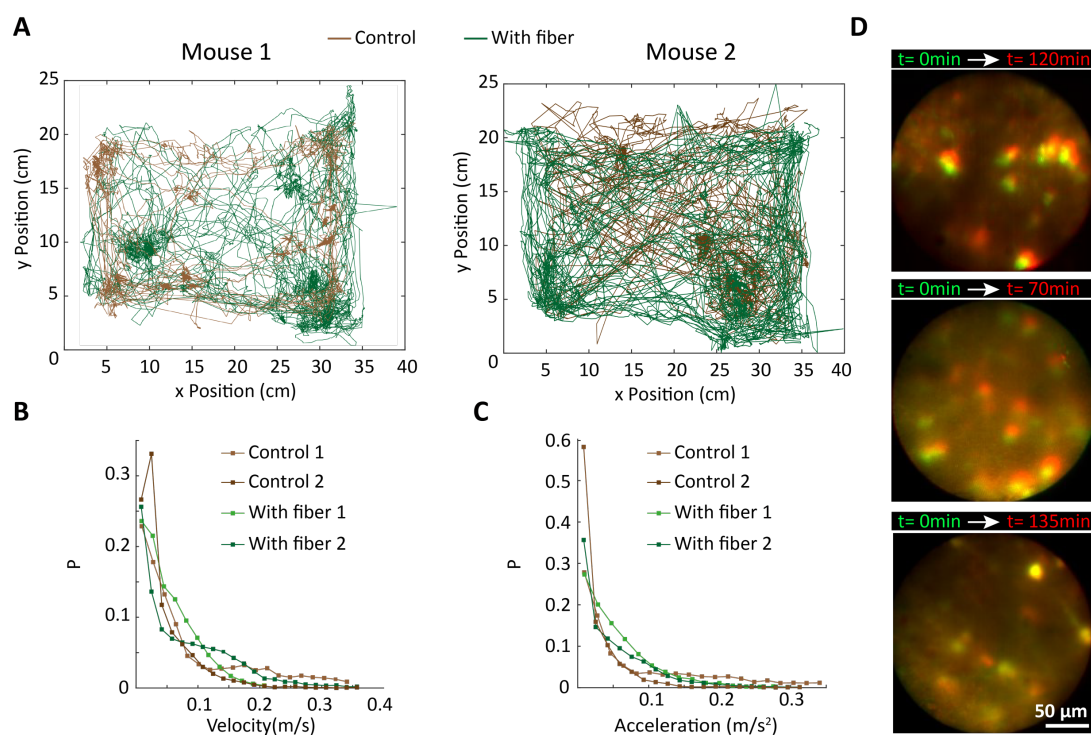 A
Control
With fiber
Mouse 1
Mouse 2
25
20
15
10
5
0
y Position (cm)
5
10
15
20
25
30
35
40
x Position (cm)
25
20
15
10
5
0
y Position (cm)
5
10
15
20
25
30
35
40
x Position (cm)
B
0.3
0.2
0.1
0
P
0.1
0.2
0.3
0.4
Velocity(m/s)
Control 1
Control 2
With fiber 1
With fiber 2
C
0.6
0.5
0.4
0.3
0.2
0.1
0
P
0.1
0.2
0.3
Acceleration (m/s²)
Control 1
Control 2
With fiber 1
With fiber 2
D
t= 0min t= 120min
t= 0min t= 70min
t= 0min t= 135min
50 μm